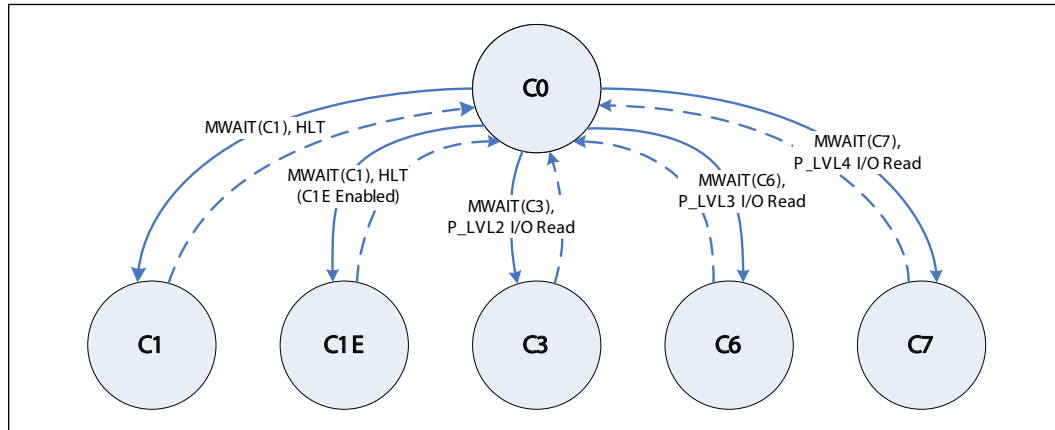 C0
MWAIT(C1), HLT
MWAIT(C1), HLT
(C1E Enabled)
MWAIT(C3),
P_LVL2 I/O Read
MWAIT(C6),
P_LVL3 I/O Read
MWAIT(C7),
P_LVL4 I/O Read
C1
C1E
C3
C6
C7